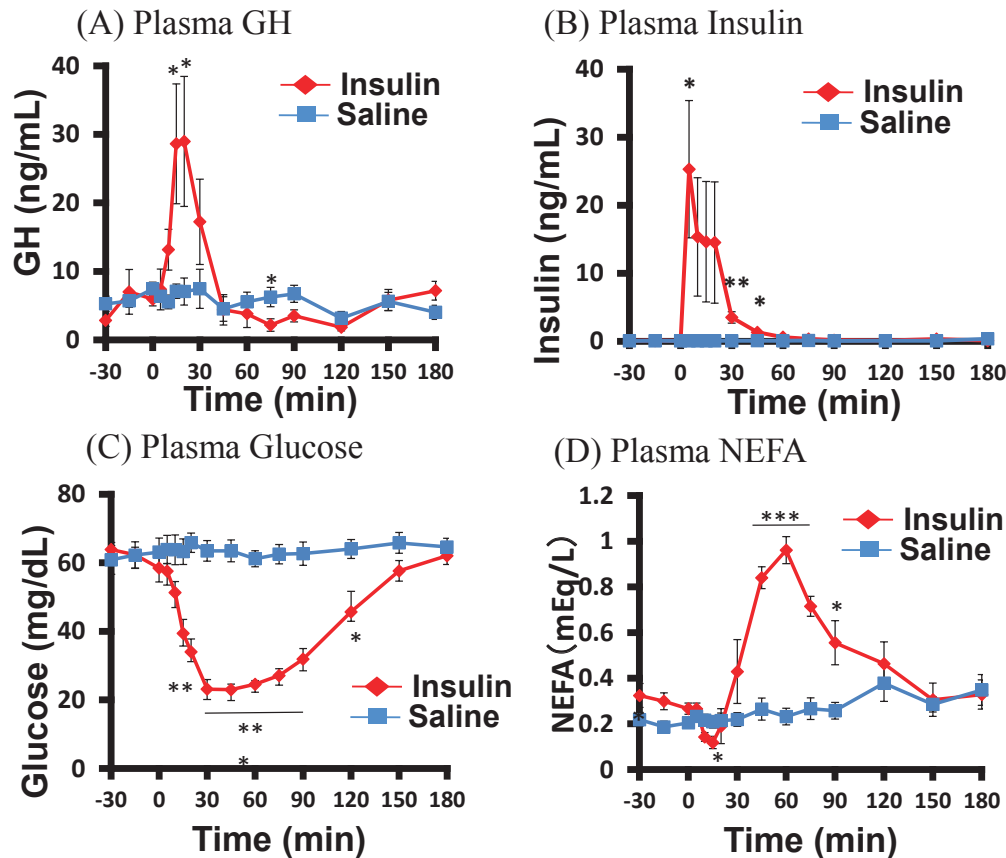 (A) Plasma GH
GH (ng/mL)
40
30
20
10
0
* *
*
Insulin
Saline
-30 0 30 60 90 120 150 180
Time (min)
(B) Plasma Insulin
Insulin (ng/mL)
40
30
20
10
0
*
**
*
Insulin
Saline
-30 0 30 60 90 120 150 180
Time (min)
(C) Plasma Glucose
Glucose (mg/dL)
80
60
40
20
0
**
**
*
*
Insulin
Saline
-30 0 30 60 90 120 150 180
Time (min)
(D) Plasma NEFA
NEFA(mEq/L)
1.2
1
0.8
0.6
0.4
0.2
0
*
*
***
*
Insulin
Saline
-30 0 30 60 90 120 150 180
Time (min)